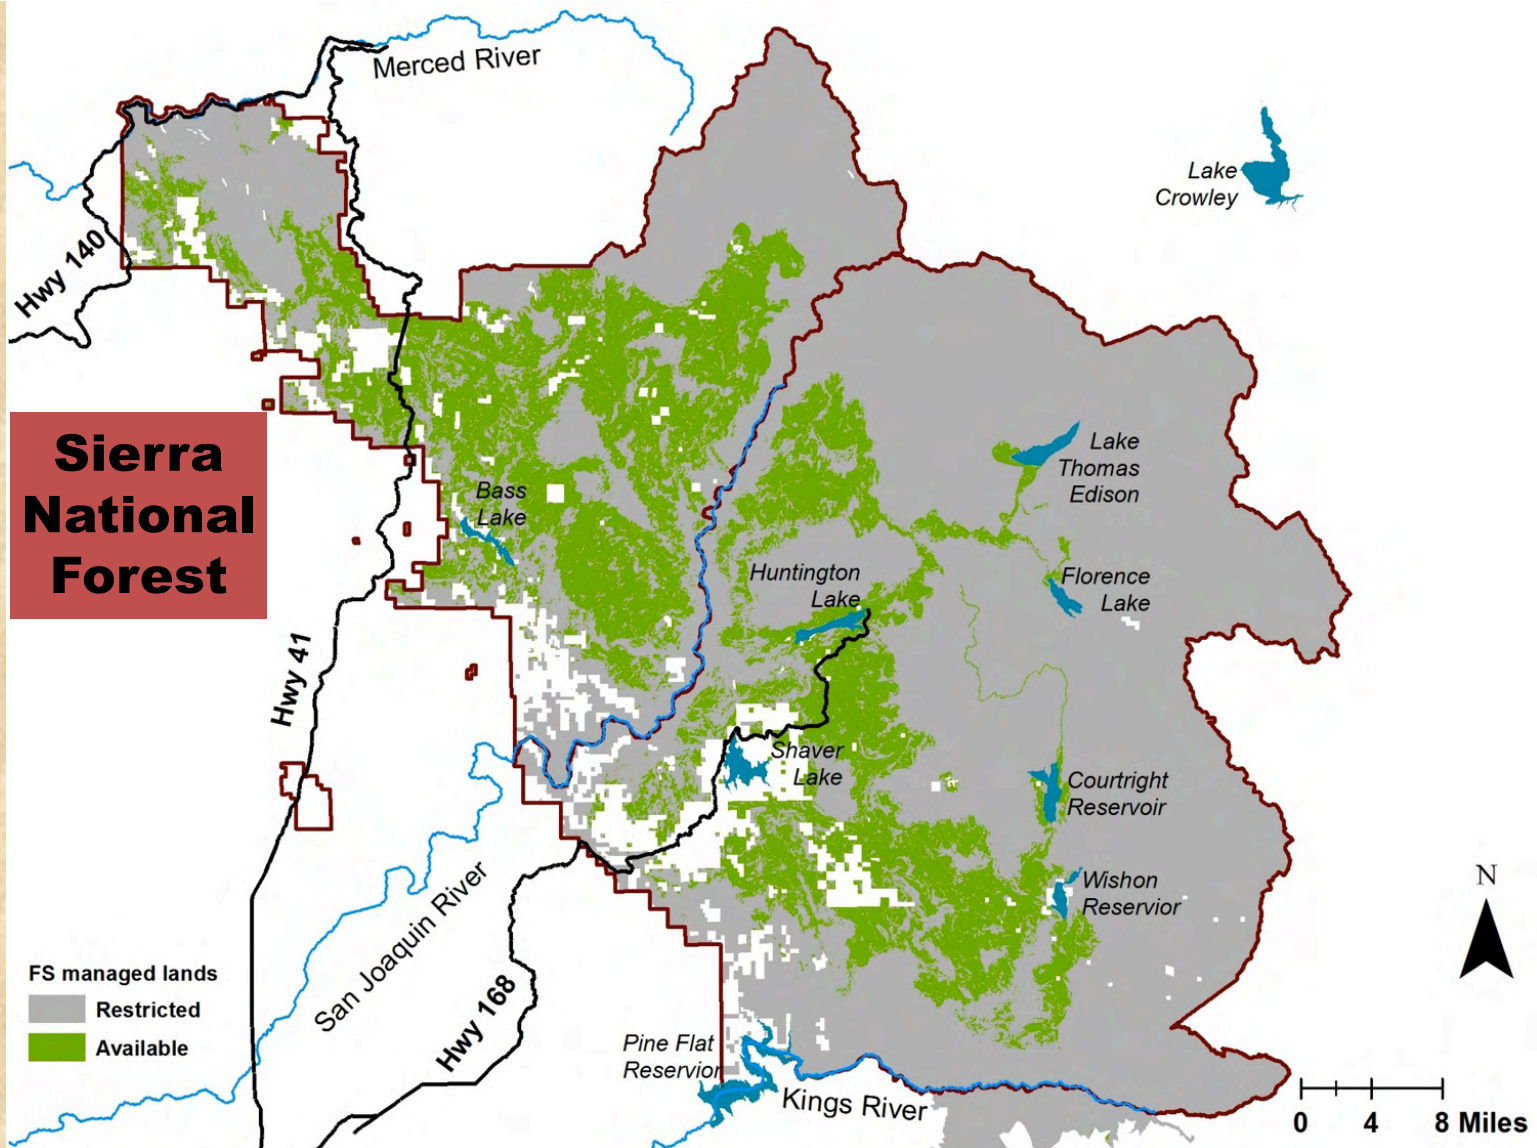 Merced River
Lake
Crowley
Hwy 140
Sierra
National
Forest
Lake
Thomas
Edison
Bass
Lake
Huntington
Lake
Florence
Lake
Hwy 41
Shaver
Lake
Courtright
Reservoir
Wishon
Reservior
N
San Joaquin River
Hwy 168
FS managed lands
Restricted
Available
Pine Flat
Reservior
Kings River
0 4 8 Miles